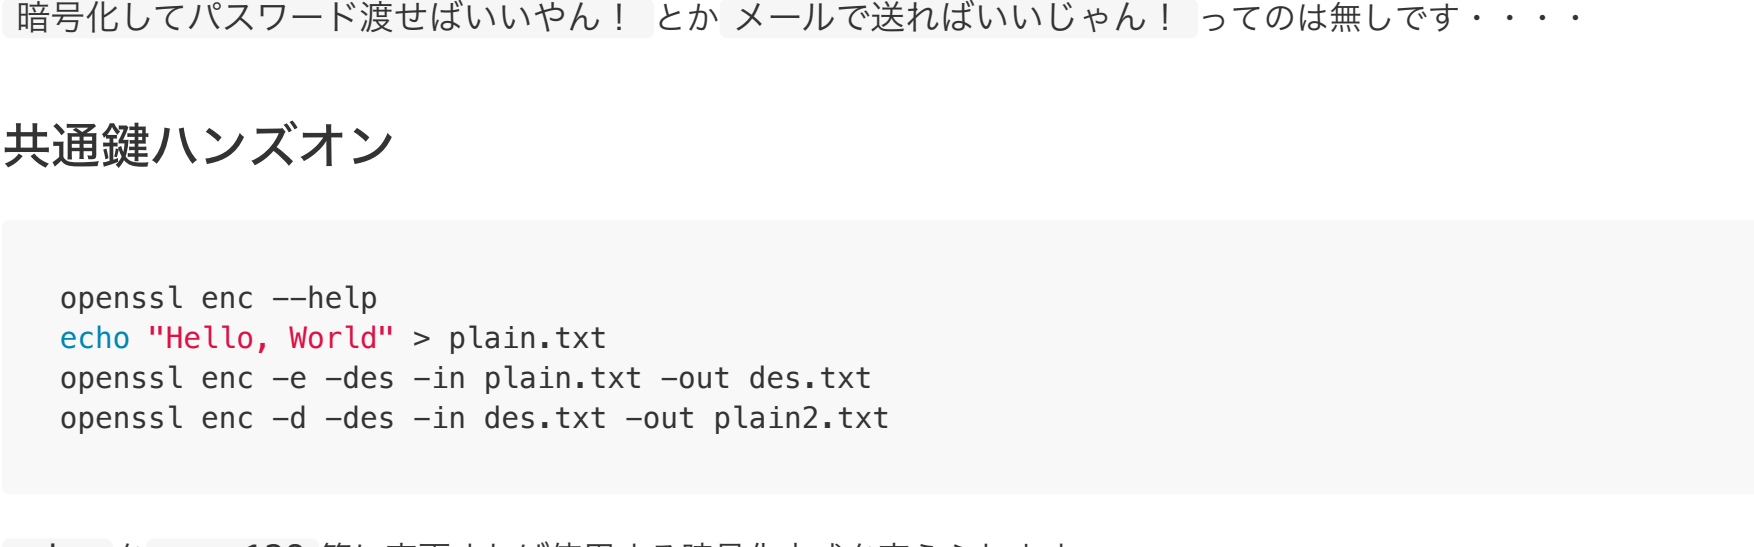 暗号化してパスワード渡せばいいやん！ とか メールで送ればいいじゃん！ ってのは無しです・・・・
共通鍵ハンズオン
openssl enc --help
echo "Hello, World" > plain.txt
openssl enc -e -des -in plain.txt -out des.txt
openssl enc -d -des -in des.txt -out plain2.txt